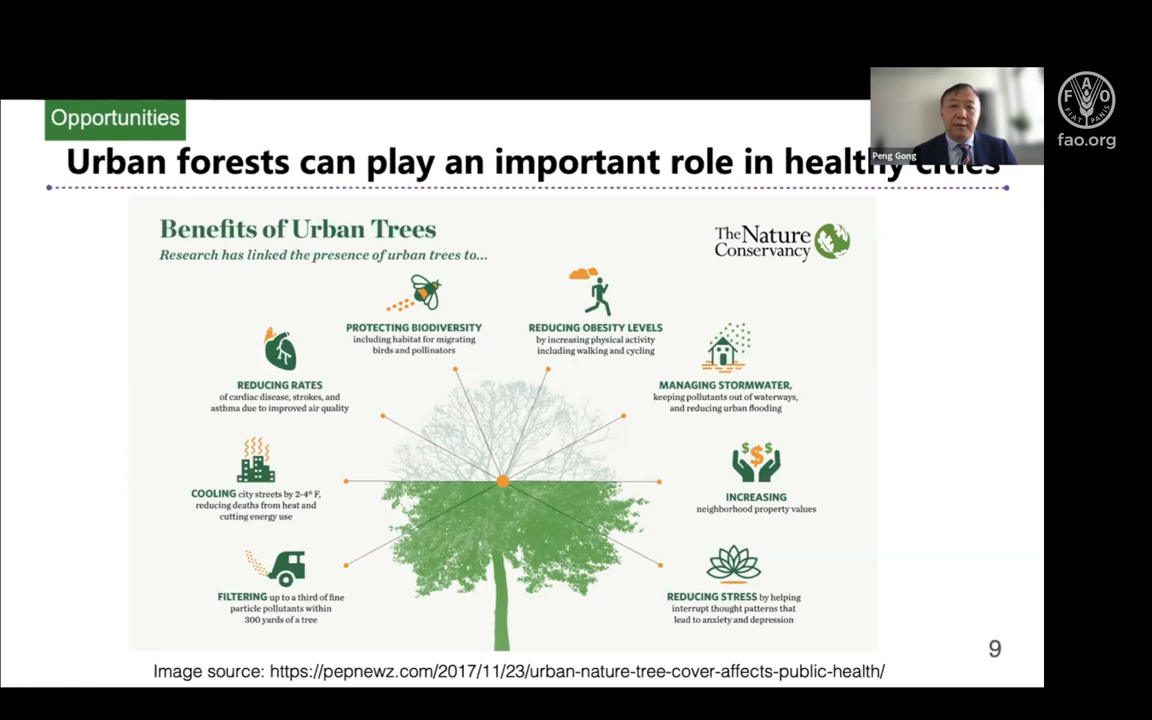 Opportunities
Urban forests can play an important role in healthy cities
Peng Gong
F A O
FIAT PANIS
fao.org
Benefits of Urban Trees
Research has linked the presence of urban trees to...
The Nature
Conservancy
PROTECTING BIODIVERSITY
including habitat for migrating
birds and pollinators
REDUCING OBESITY LEVELS
by increasing physical activity
including walking and cycling
REDUCING RATES
of cardiac disease, strokes, and
asthma due to improved air quality
MANAGING STORMWATER,
keeping pollutants out of waterways,
and reducing urban flooding
COOLING city streets by 2-4° F,
reducing deaths from heat and
cutting energy use
$ $ $
INCREASING
neighborhood property values
FILTERING up to a third of fine
particle pollutants within
300 yards of a tree
REDUCING STRESS by helping
interrupt thought patterns that
lead to anxiety and depression
9
Image source: https://pepnewz.com/2017/11/23/urban-nature-tree-cover-affects-public-health/